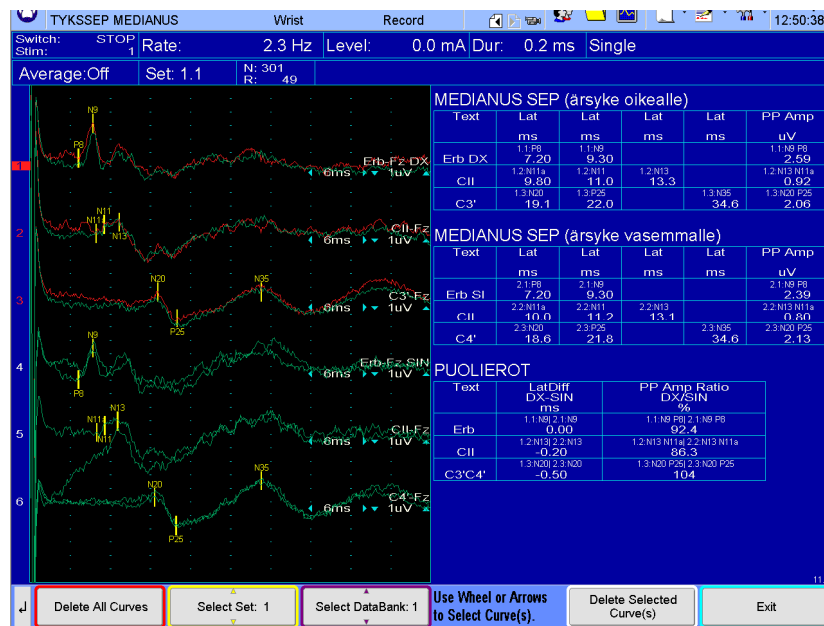 TYKSSEP MEDIANUS Wrist Record 12:50:38
Switch: STOP Rate: 2.3 Hz Level: 0.0 mA Dur: 0.2 ms Single
Stim: 1
Average:Off Set: 1.1 N: 301
R: 49
N9
P8
1 Erb-Fz DX
6ms 1uV
N11
N11a
N13
2 CII-Fz
6ms 1uV
N20 N35
3 C3'-Fz
6ms 1uV
P25
N9
4 Erb-Fz SIN
6ms 1uV
P8
N13
N11a
N11
5 CII-Fz
6ms 1uV
N35
N20
6 C4'-Fz
6ms 1uV
P25
MEDIANUS SEP (ärsyke oikealle)
Text Lat Lat Lat Lat PP Amp
ms ms ms ms uV
1.1:P8 1.1:N9 1.1:N9 P8
Erb DX 7.20 9.30 2.59
1.2:N11a 1.2:N11 1.2:N13 1.2:N13 N11a
CII 9.80 11.0 13.3 0.92
1.3:N20 1.3:P25 1.3:N35 1.3:N20 P25
C3' 19.1 22.0 34.6 2.06
MEDIANUS SEP (ärsyke vasemmalle)
Text Lat Lat Lat Lat PP Amp
ms ms ms ms uV
2.1:P8 2.1:N9 2.1:N9 P8
Erb SI 7.20 9.30 2.39
2.2:N11a 2.2:N11 2.2:N13 2.2:N13 N11a
CII 10.0 11.2 13.1 0.80
2.3:N20 2.3:P25 2.3:N35 2.3:N20 P25
C4' 18.6 21.8 34.6 2.13
PUOLIEROT
Text LatDiff PP Amp Ratio
DX-SIN DX/SIN
ms %
1.1:N9| 2.1:N9 1.1:N9 P8| 2.1:N9 P8
Erb 0.00 92.4
1.2:N13| 2.2:N13 1.2:N13 N11a| 2.2:N13 N11a
CII -0.20 86.3
1.3:N20| 2.3:N20 1.3:N20 P25| 2.3:N20 P25
C3'C4' -0.50 104
11.
Delete All Curves Select Set: 1 Select DataBank: 1 Use Wheel or Arrows to Select Curve(s). Delete Selected Curve(s) Exit